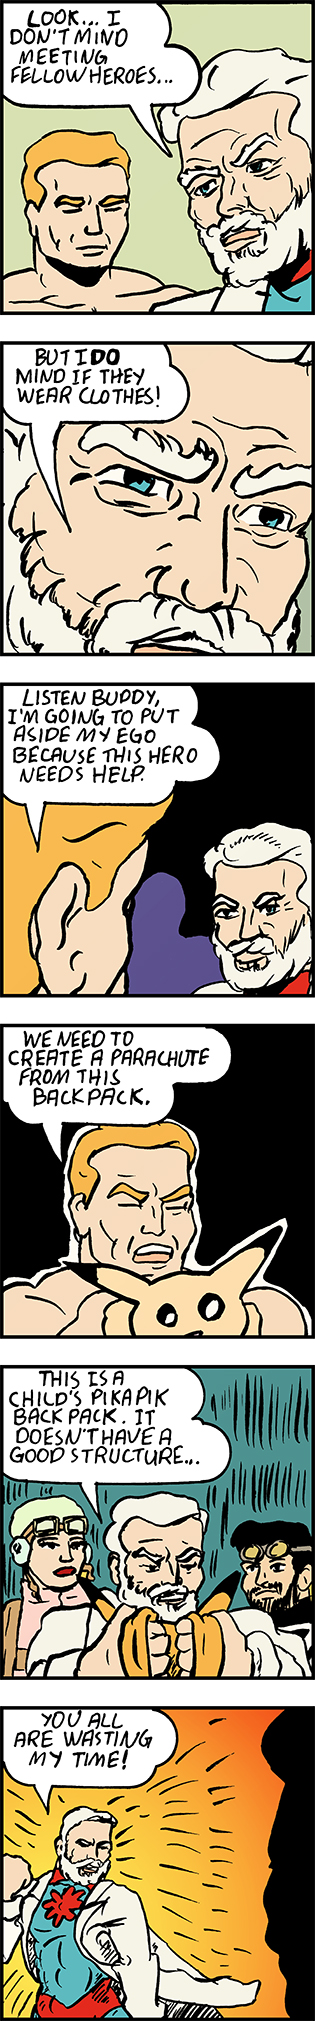 LOOK... I
DON'T MIND
MEETING
FELLOW HEROES...
BUT I DO
MIND IF THEY
WEAR CLOTHES!
LISTEN BUDDY,
I'M GOING TO PUT
ASIDE MY EGO
BECAUSE THIS HERO
NEEDS HELP.
WE NEED TO
CREATE A PARACHUTE
FROM THIS
BACKPACK.
THIS IS A
CHILD'S PIKAPIK
BACK PACK. IT
DOESN'T HAVE A
GOOD STRUCTURE...
YOU ALL
ARE WASTING
MY TIME!